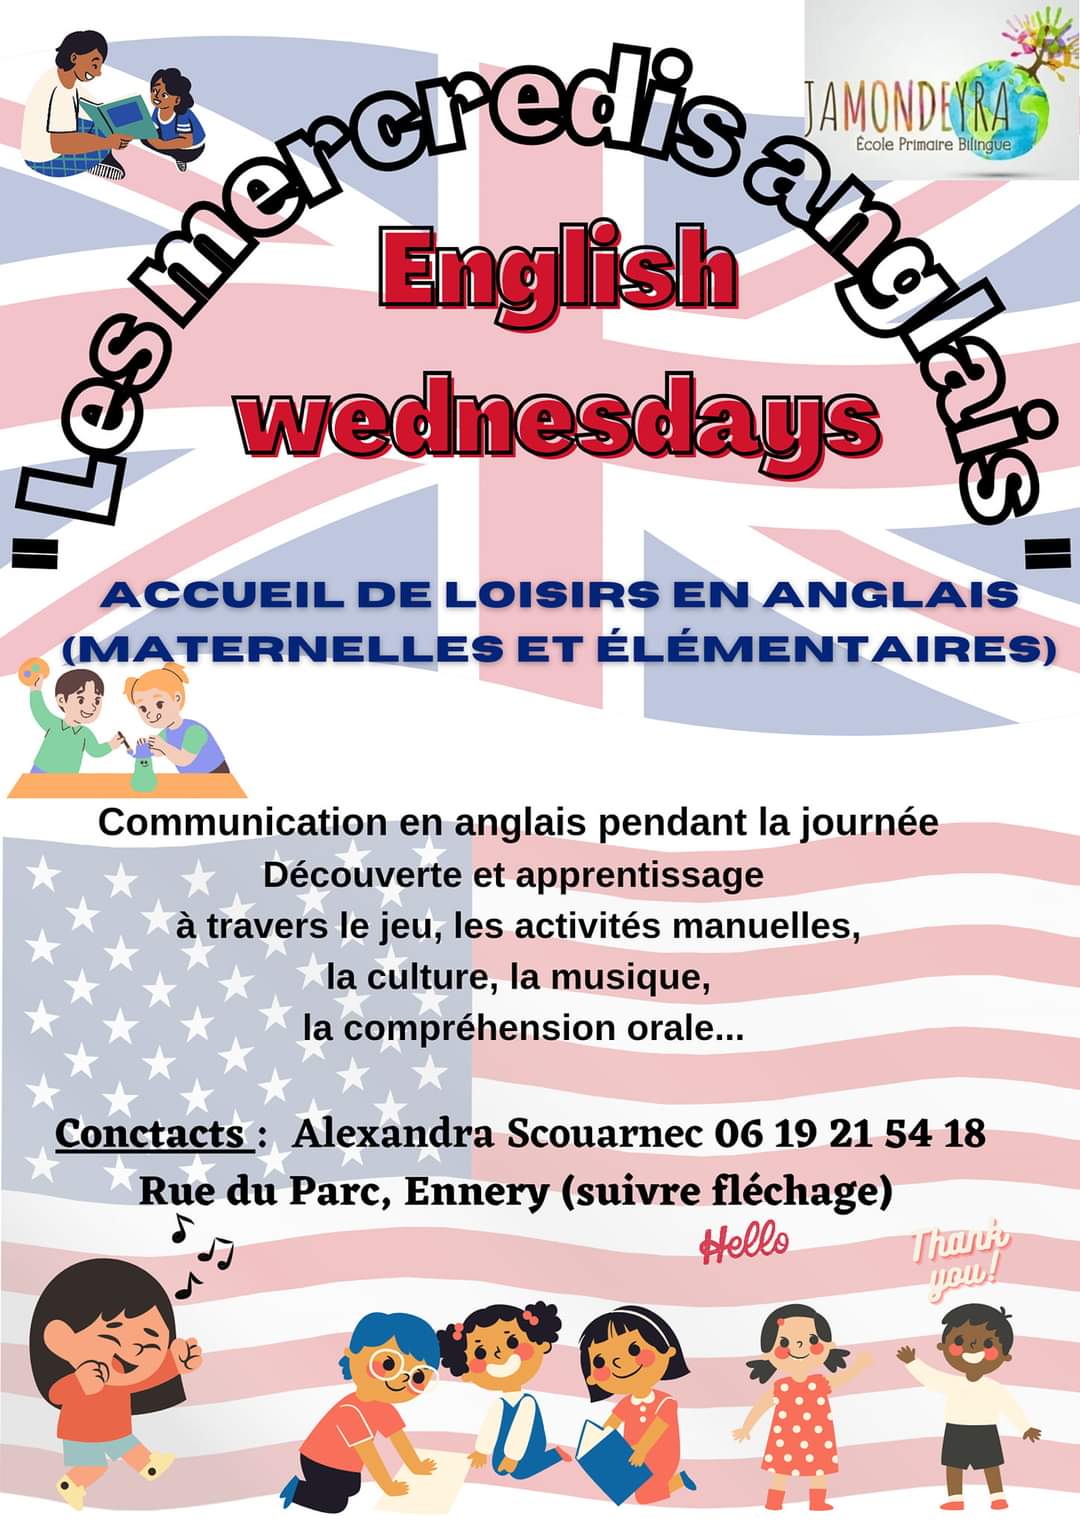 JAMONDEYRA
École Primaire Bilingue
"Les mercredis anglais"
English
wednesdays
ACCUEIL DE LOISIRS EN ANGLAIS
(MATERNELLES ET ÉLÉMENTAIRES)
Communication en anglais pendant la journée
Découverte et apprentissage
à travers le jeu, les activités manuelles,
la culture, la musique,
la compréhension orale...
Conctacts : Alexandra Scouarnec 06 19 21 54 18
Rue du Parc, Ennery (suivre fléchage)
Hello
Thank
you!